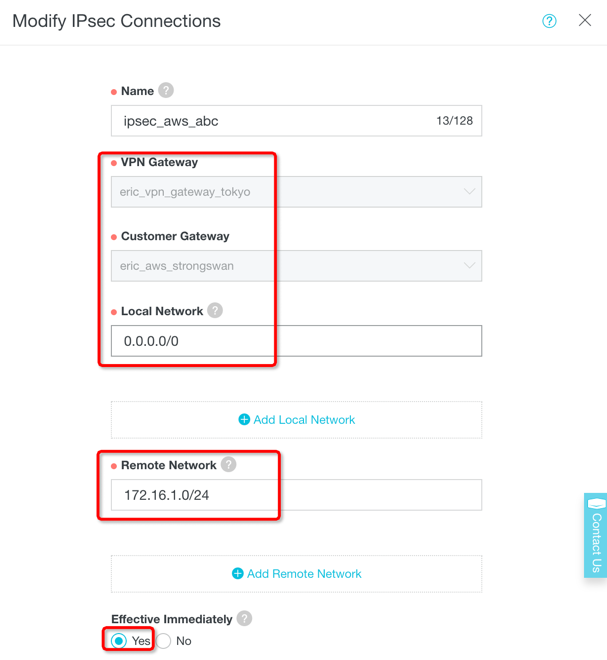 Modify IPsec Connections
Name
ipsec_aws_abc 13/128
VPN Gateway
eric_vpn_gateway_tokyo
Customer Gateway
eric_aws_strongswan
Local Network
0.0.0.0/0
Add Local Network
Remote Network
172.16.1.0/24
Contact Us
Add Remote Network
Effective Immediately
Yes No